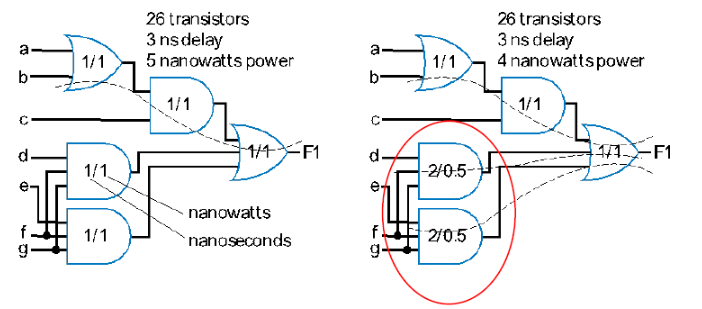 26 transistors
3 ns delay
5 nanowatts power
a
1/1
b
1/1
c
1/1
F1
d
1/1
e
nanowatts
f
1/1
nanoseconds
g
26 transistors
3 ns delay
4 nanowatts power
a
1/1
b
1/1
c
1/1
F1
d
2/0.5
e
f
2/0.5
g